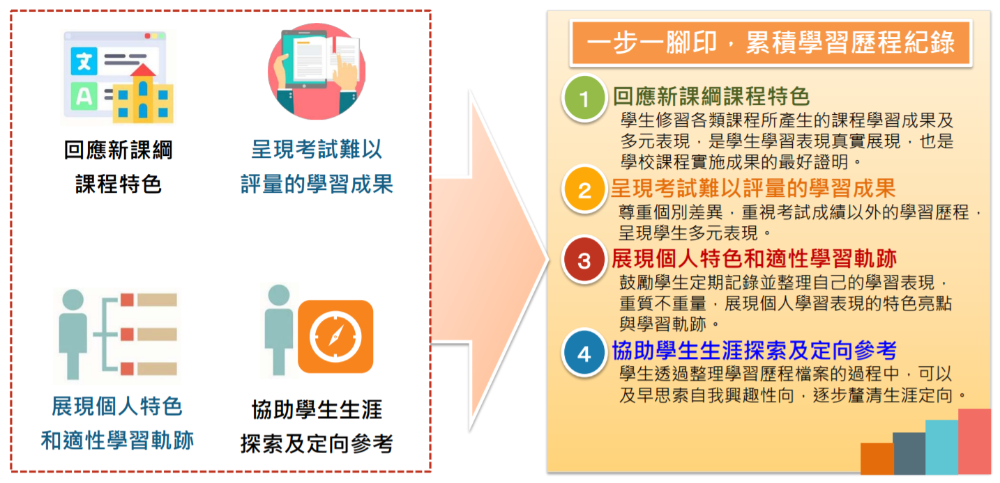 文
A
回應新課綱
課程特色
呈現考試難以
評量的學習成果
展現個人特色
和適性學習軌跡
協助學生生涯
探索及定向參考
一步一腳印，累積學習歷程紀錄
1 回應新課綱課程特色
學生修習各類課程所產生的課程學習成果及
多元表現，是學生學習表現真實展現，也是
學校課程實施成果的最好證明。
2 呈現考試難以評量的學習成果
尊重個別差異，重視考試成績以外的學習歷程，
呈現學生多元表現。
3 展現個人特色和適性學習軌跡
鼓勵學生定期記錄並整理自己的學習表現，
重質不重量，展現個人學習表現的特色亮點
與學習軌跡。
4 協助學生生涯探索及定向參考
學生透過整理學習歷程檔案的過程中，可以
及早思索自我興趣性向，逐步釐清生涯定向。